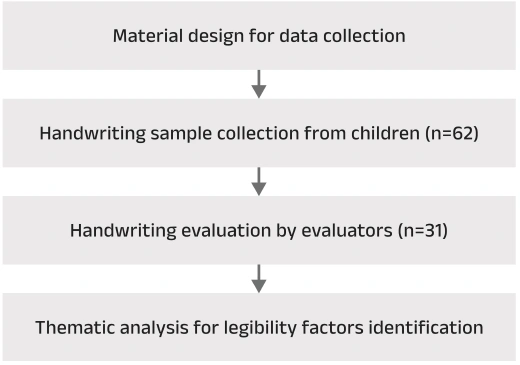 Material design for data collection
Handwriting sample collection from children (n=62)
Handwriting evaluation by evaluators (n=31)
Thematic analysis for legibility factors identification